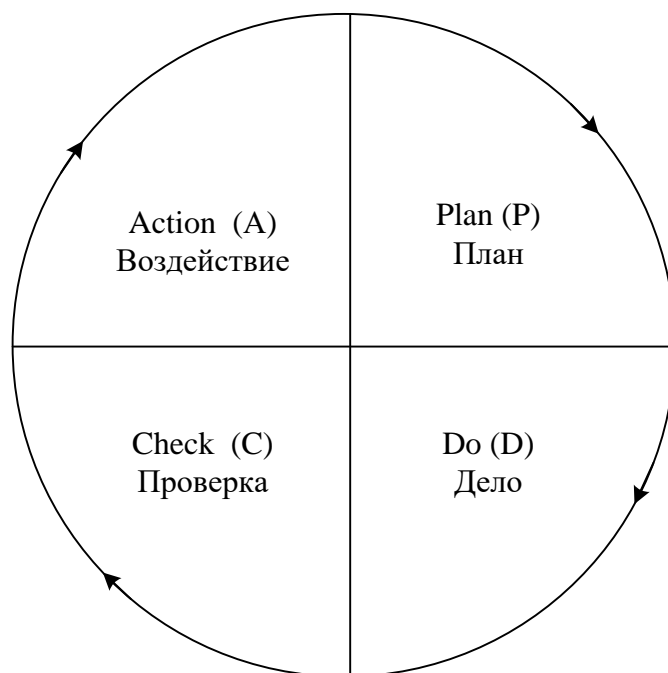 Action (A)
Воздействие
Plan (P)
План
Check (C)
Проверка
Do (D)
Дело